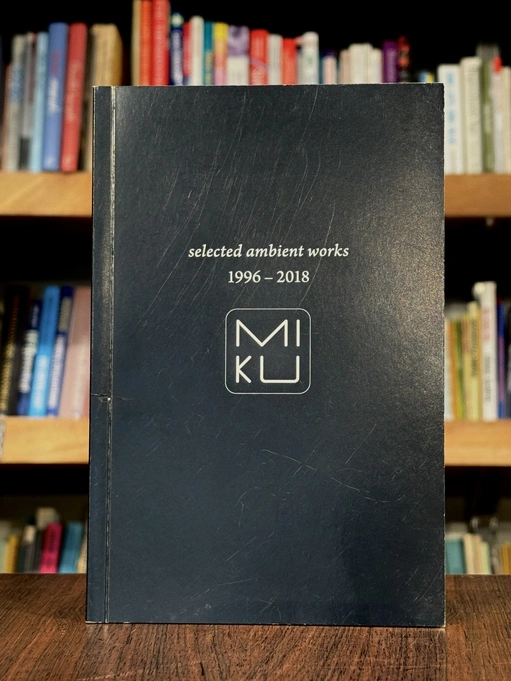 selected ambient works
1996 – 2018
MI
KU